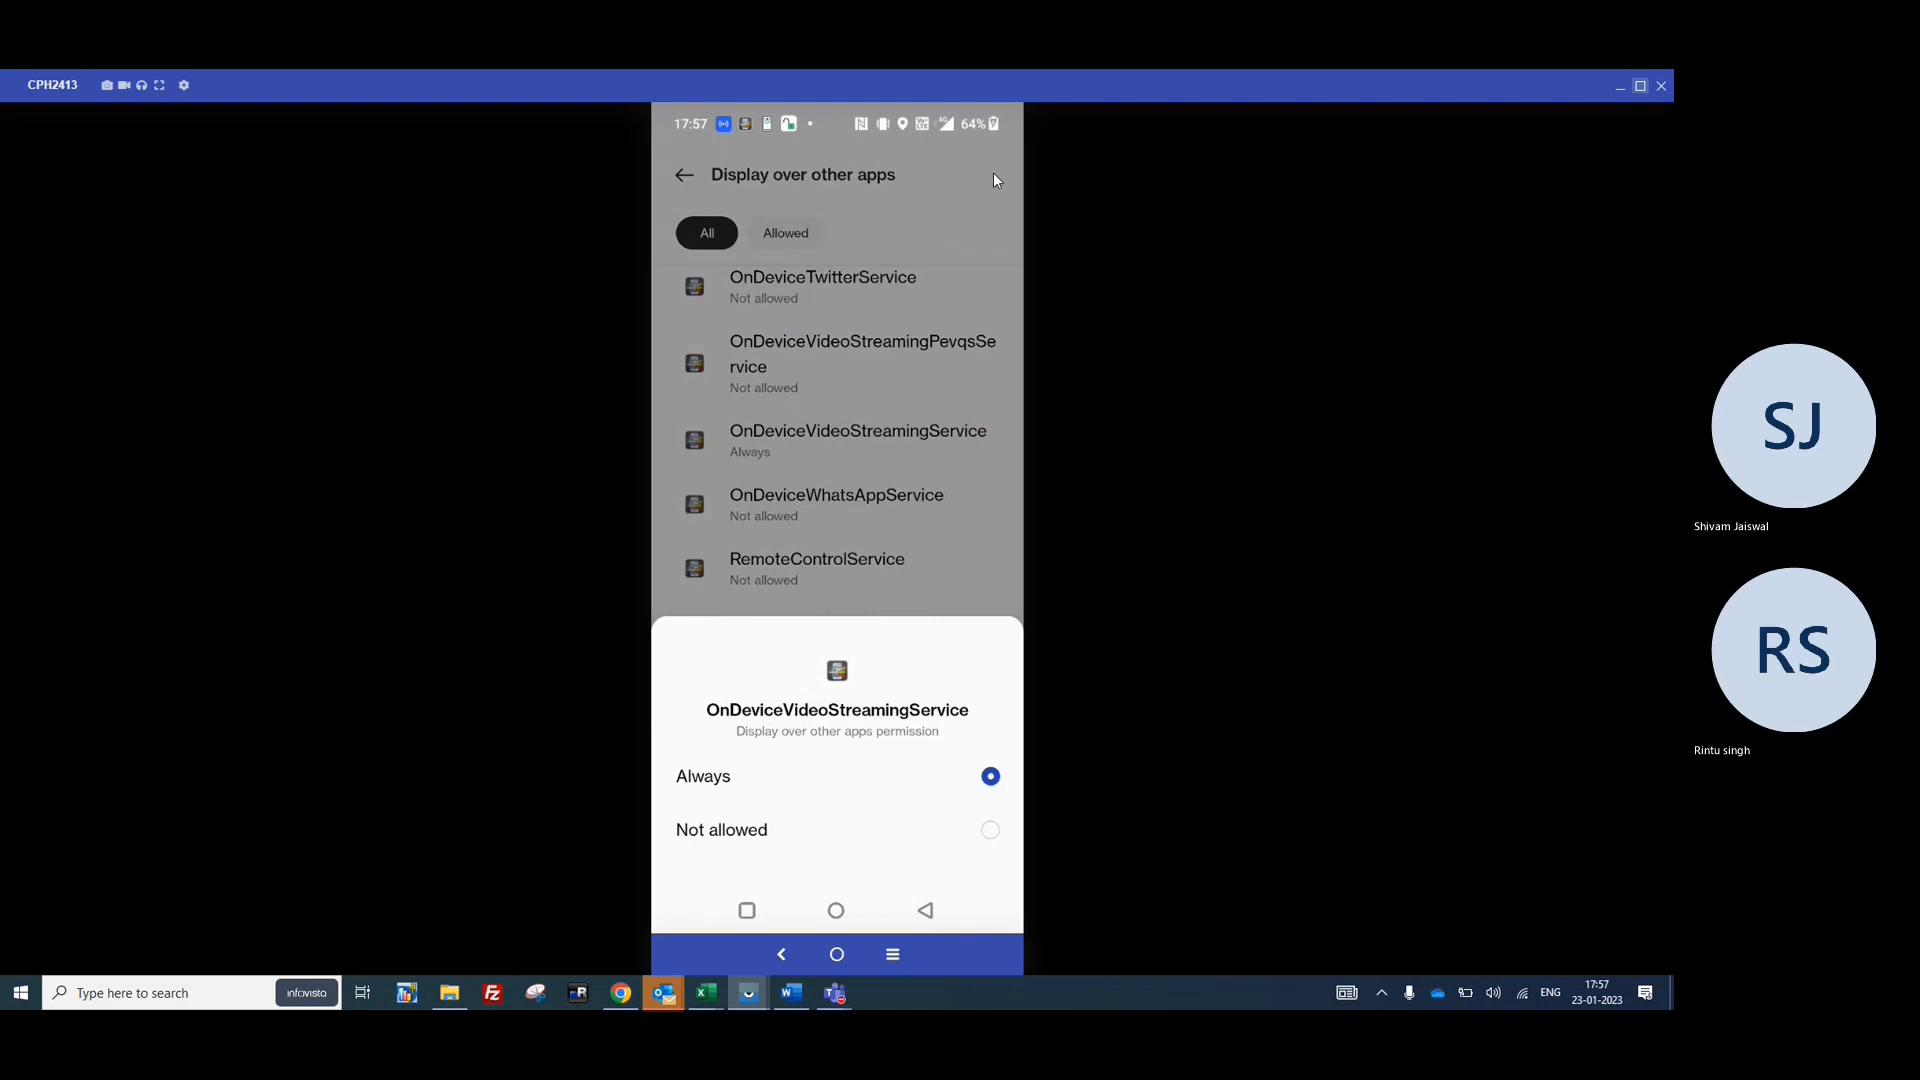 CPH2413
17:57
4G
64%
Display over other apps
All
Allowed
OnDeviceTwitterService
Not allowed
OnDeviceVideoStreamingPevqsSe
rvice
Not allowed
OnDeviceVideoStreamingService
Always
OnDeviceWhatsAppService
Not allowed
RemoteControlService
Not allowed
OnDeviceVideoStreamingService
Display over other apps permission
Always
Not allowed
SJ
Shivam Jaiswal
RS
Rintu singh
Type here to search
infovista
ENG
17:57
23-01-2023